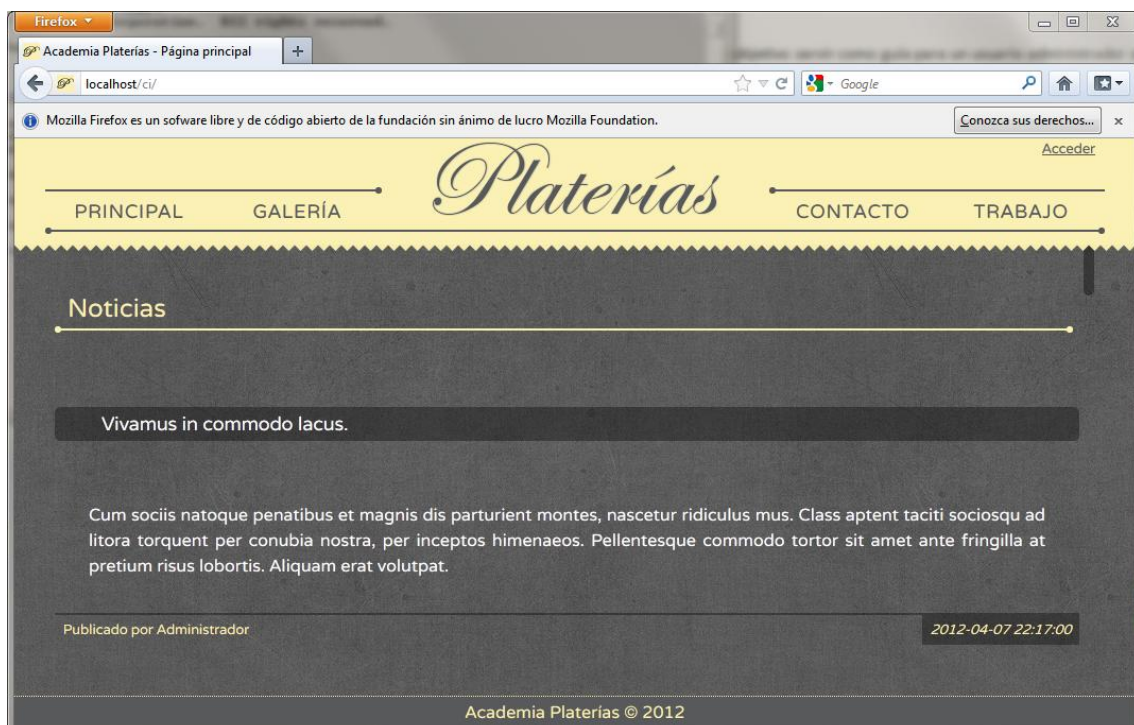 Firefox
Academia Platerías - Página principal
localhost/ci/
Google
Mozilla Firefox es un sofware libre y de código abierto de la fundación sin ánimo de lucro Mozilla Foundation.
Conozca sus derechos...
Acceder
PRINCIPAL GALERÍA Platerías CONTACTO TRABAJO
Noticias
Vivamus in commodo lacus.
Cum sociis natoque penatibus et magnis dis parturient montes, nascetur ridiculus mus. Class aptent taciti sociosqu ad
litora torquent per conubia nostra, per inceptos himenaeos. Pellentesque commodo tortor sit amet ante fringilla at
pretium risus lobortis. Aliquam erat volutpat.
Publicado por Administrador
2012-04-07 22:17:00
Academia Platerías © 2012